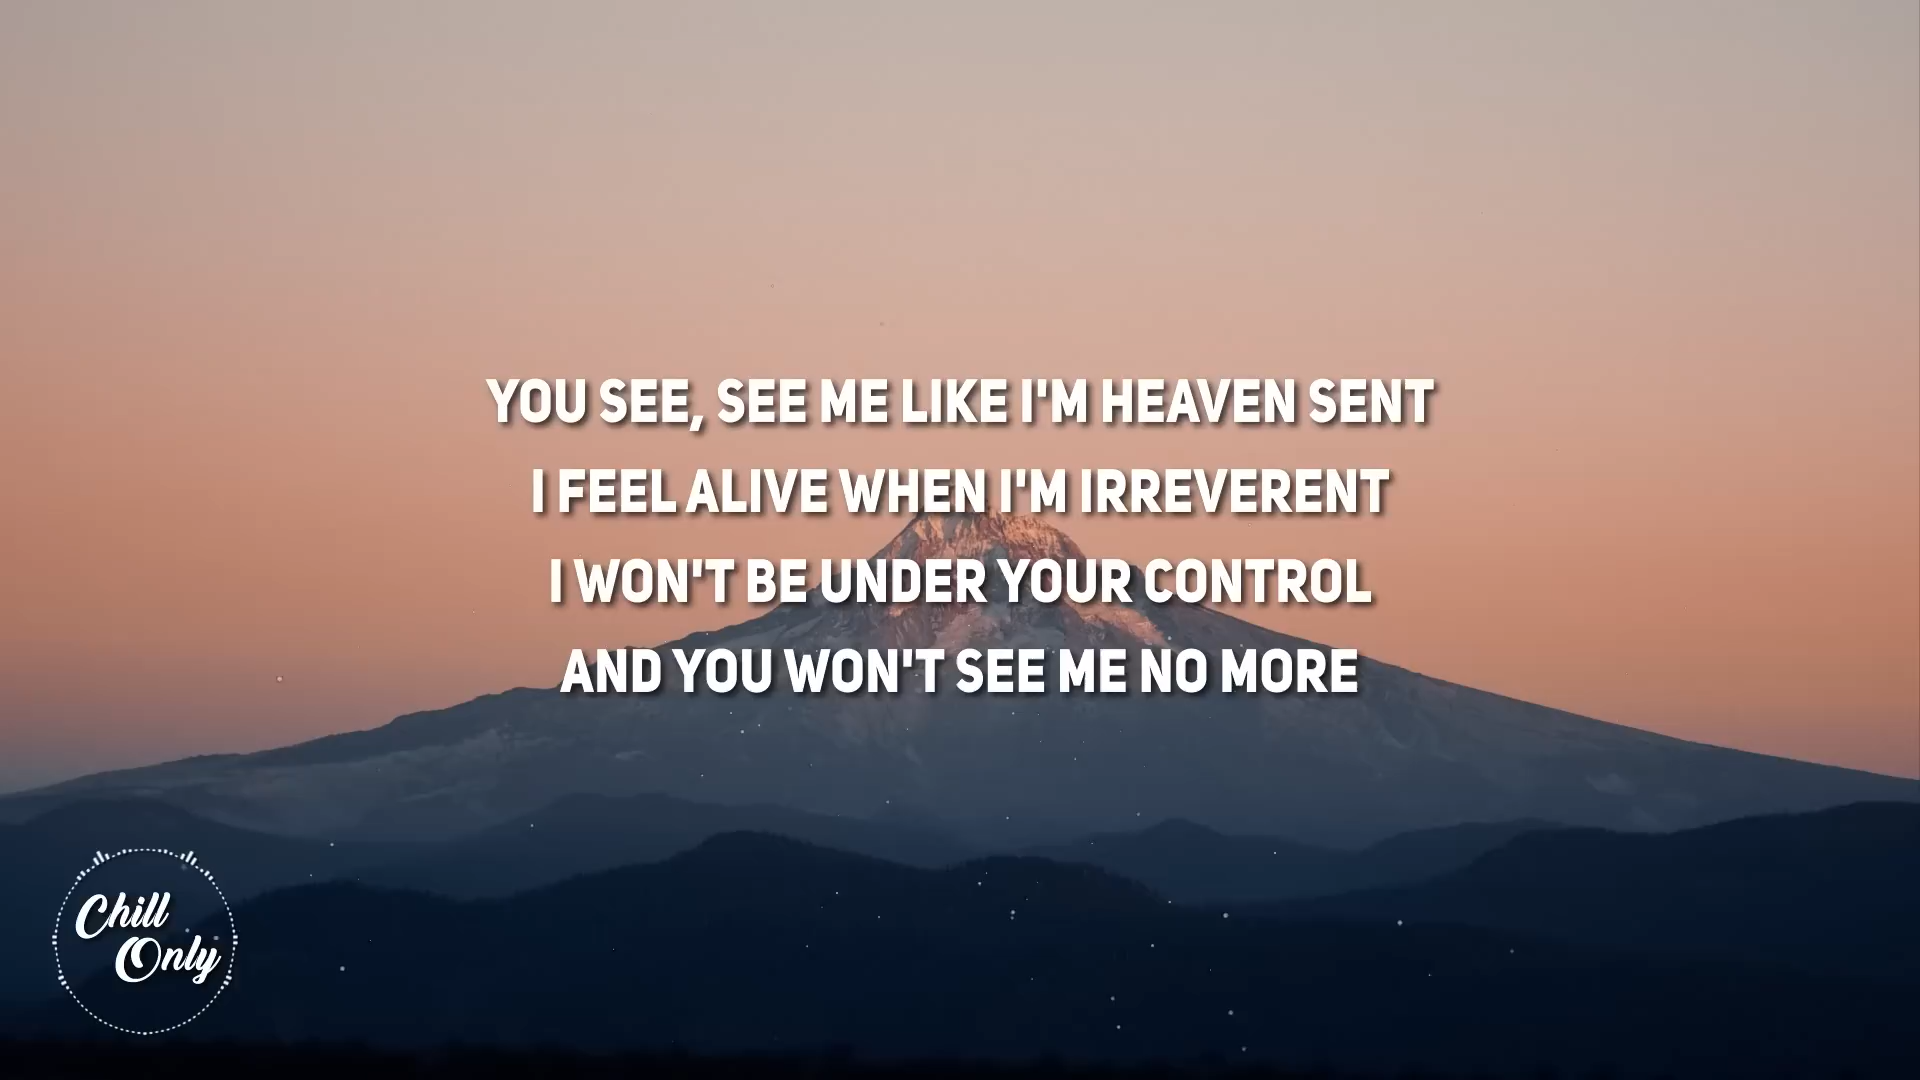 YOU SEE, SEE ME LIKE I'M HEAVEN SENT
I FEEL ALIVE WHEN I'M IRREVERENT
I WON'T BE UNDER YOUR CONTROL
AND YOU WON'T SEE ME NO MORE
Chill
Only